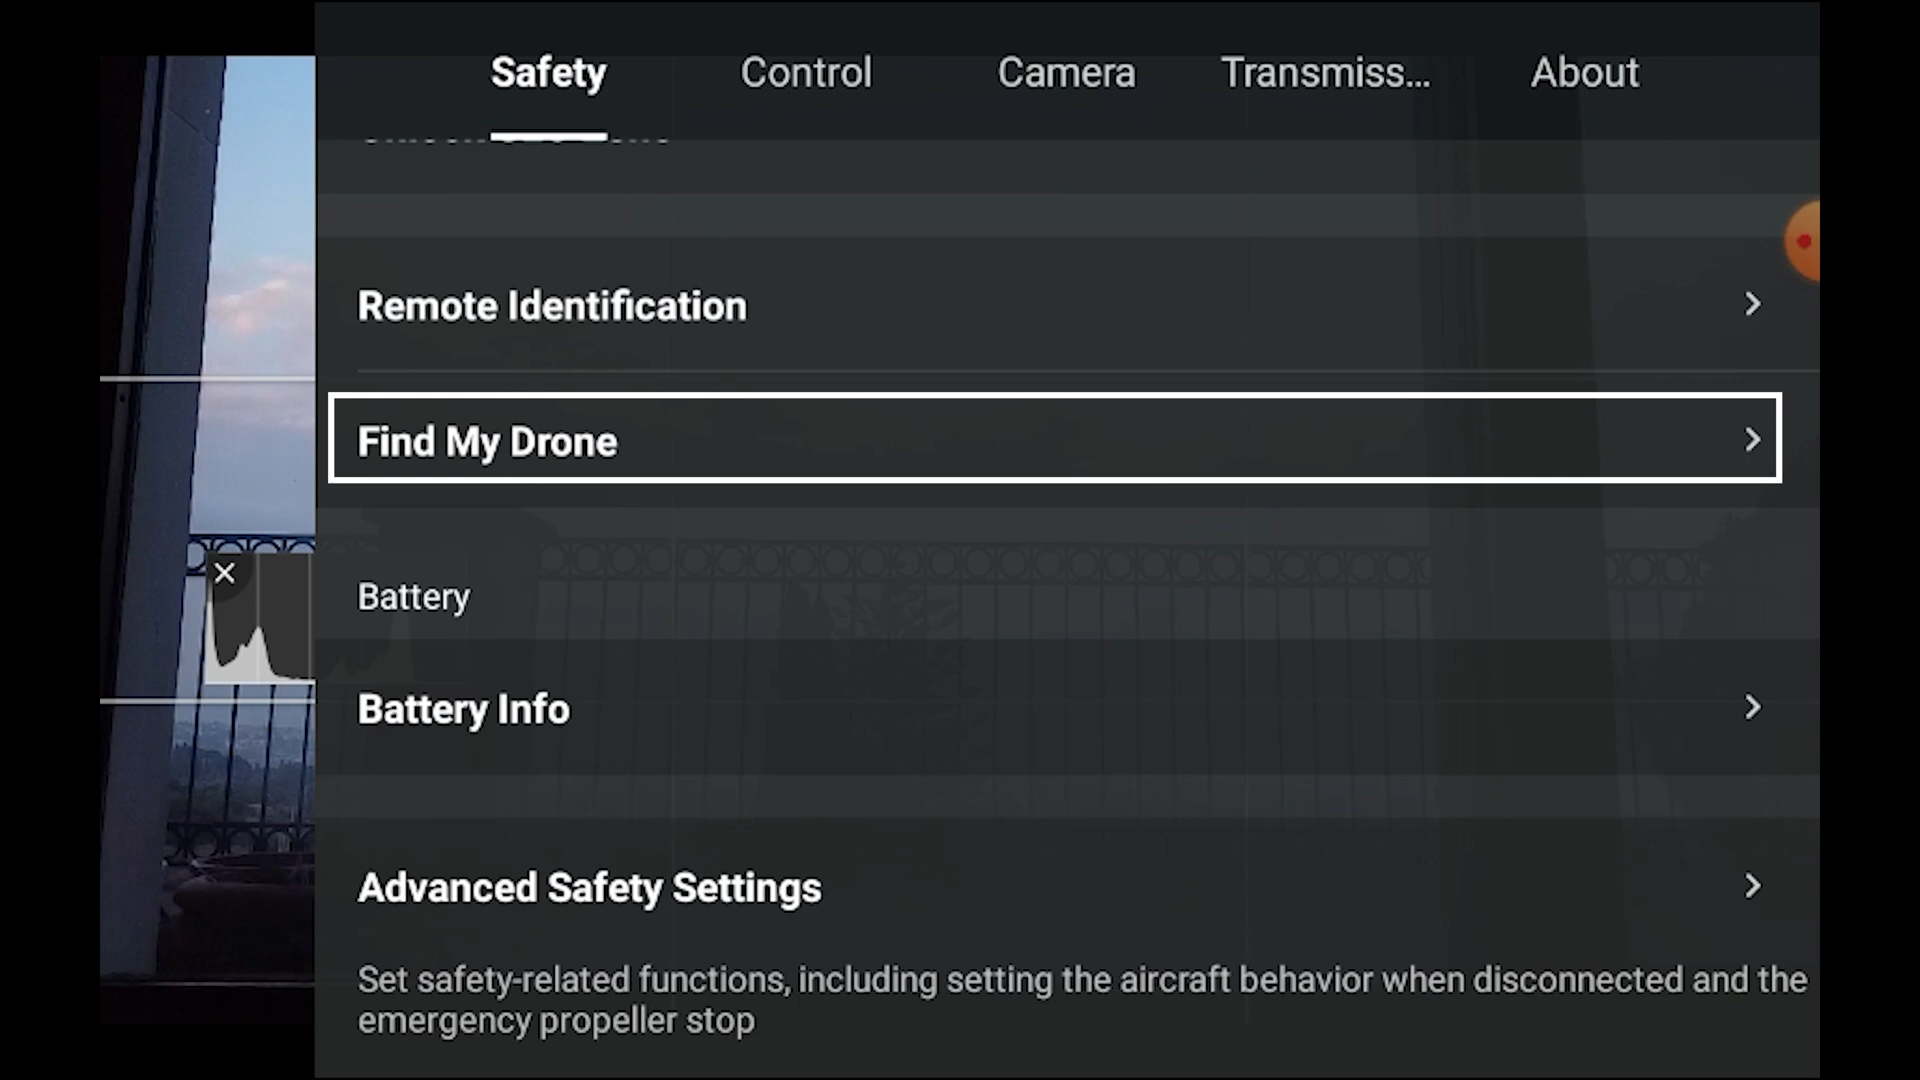 Safety Control Camera Transmiss... About
Remote Identification
Find My Drone
Battery
Battery Info
Advanced Safety Settings
Set safety-related functions, including setting the aircraft behavior when disconnected and the
emergency propeller stop